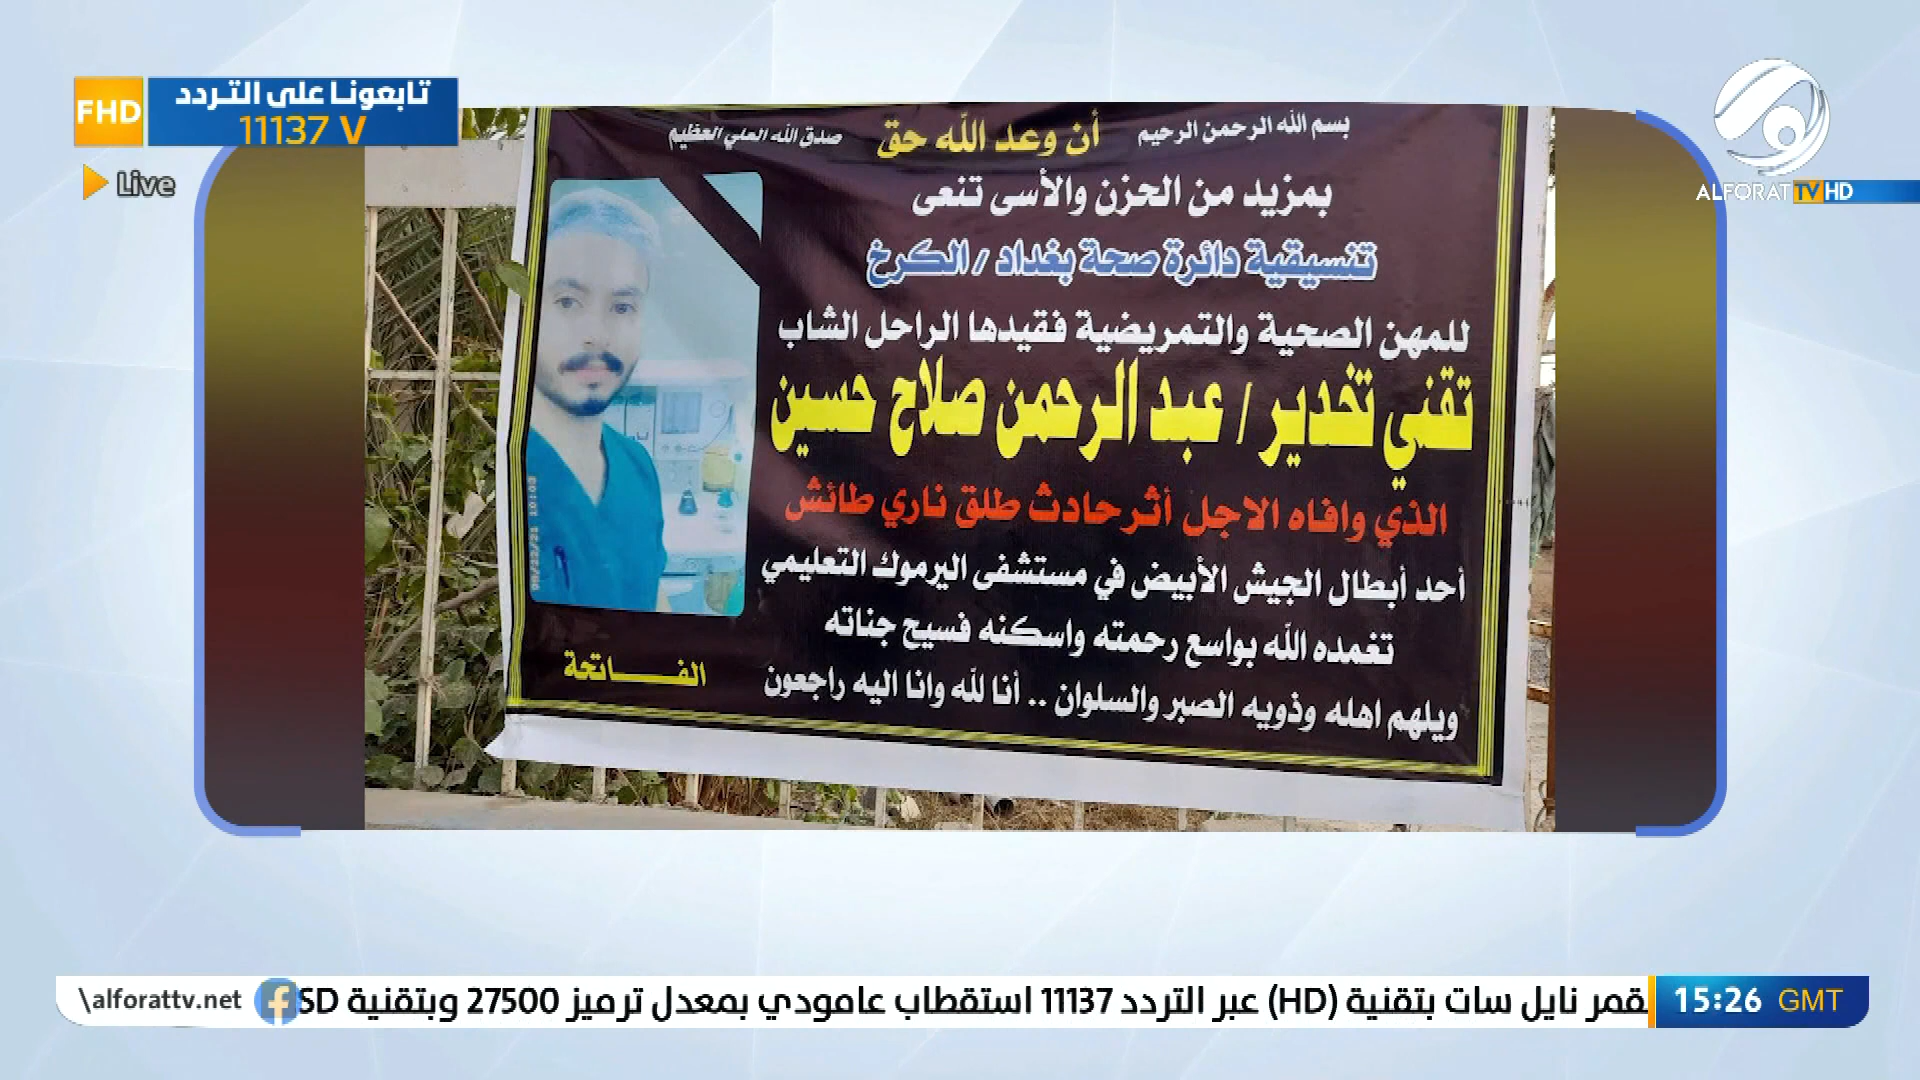 FHD
تابعونا على التردد
11137 V
Live
ALFORAT TV HD
بسم الله الرحمن الرحيم أن وعد الله حق صدق الله العلي العظيم
بمزيد من الحزن والأسى تنعى
تنسيقية دائرة صحة بغداد / الكرخ
للمهن الصحية والتمريضية فقيدها الراحل الشاب
تقني تخدير / عبد الرحمن صلاح حسين
الذي وافاه الاجل أثر حادث طلق ناري طائش
أحد أبطال الجيش الأبيض في مستشفى اليرموك التعليمي
تغمده الله بواسع رحمته واسكنه فسيح جناته
ويلهم اهله وذويه الصبر والسلوان .. أنا لله وانا اليه راجعون
الفـــاتحة
لقمر نايل سات بتقنية (HD) عبر التردد 11137 استقطاب عامودي بمعدل ترميز 27500 وبتقنية SD
\alforattv.net
15:26 GMT